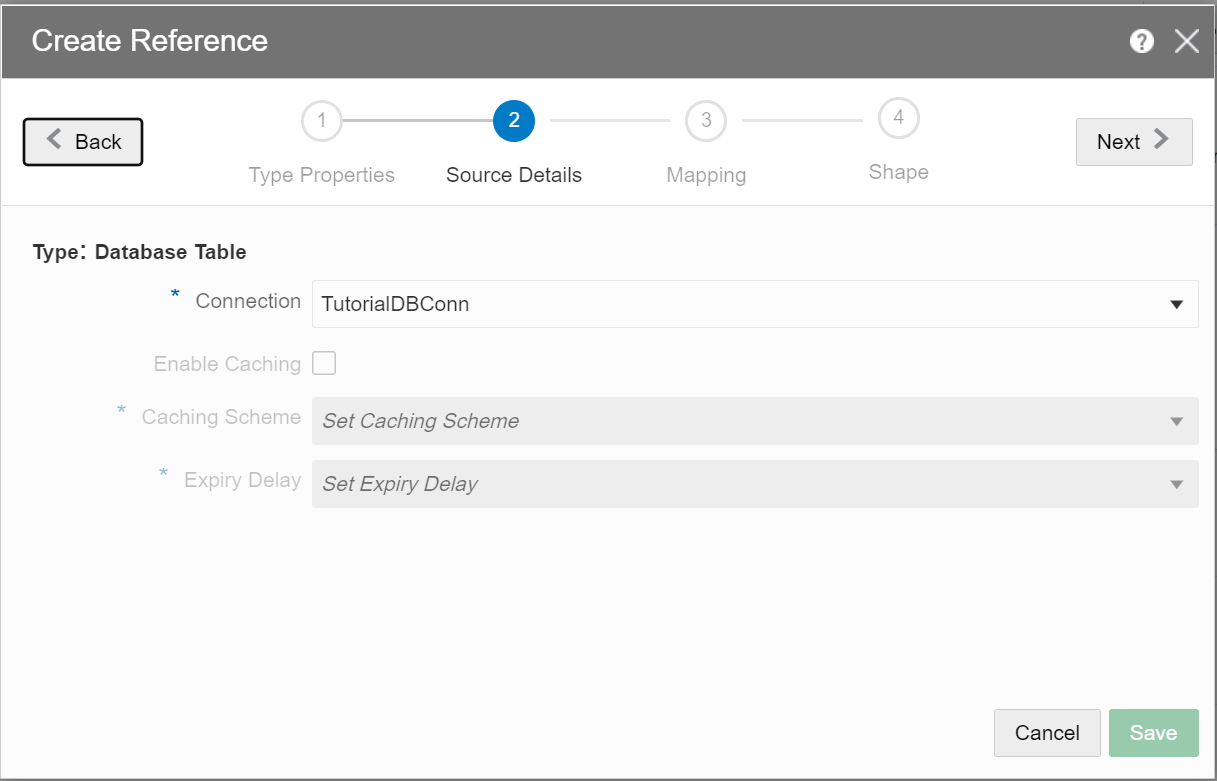 Create Reference
?
Back
1
2
3
4
Next
Type Properties
Source Details
Mapping
Shape
Type: Database Table
* Connection
TutorialDBConn
Enable Caching
* Caching Scheme
Set Caching Scheme
* Expiry Delay
Set Expiry Delay
Cancel
Save